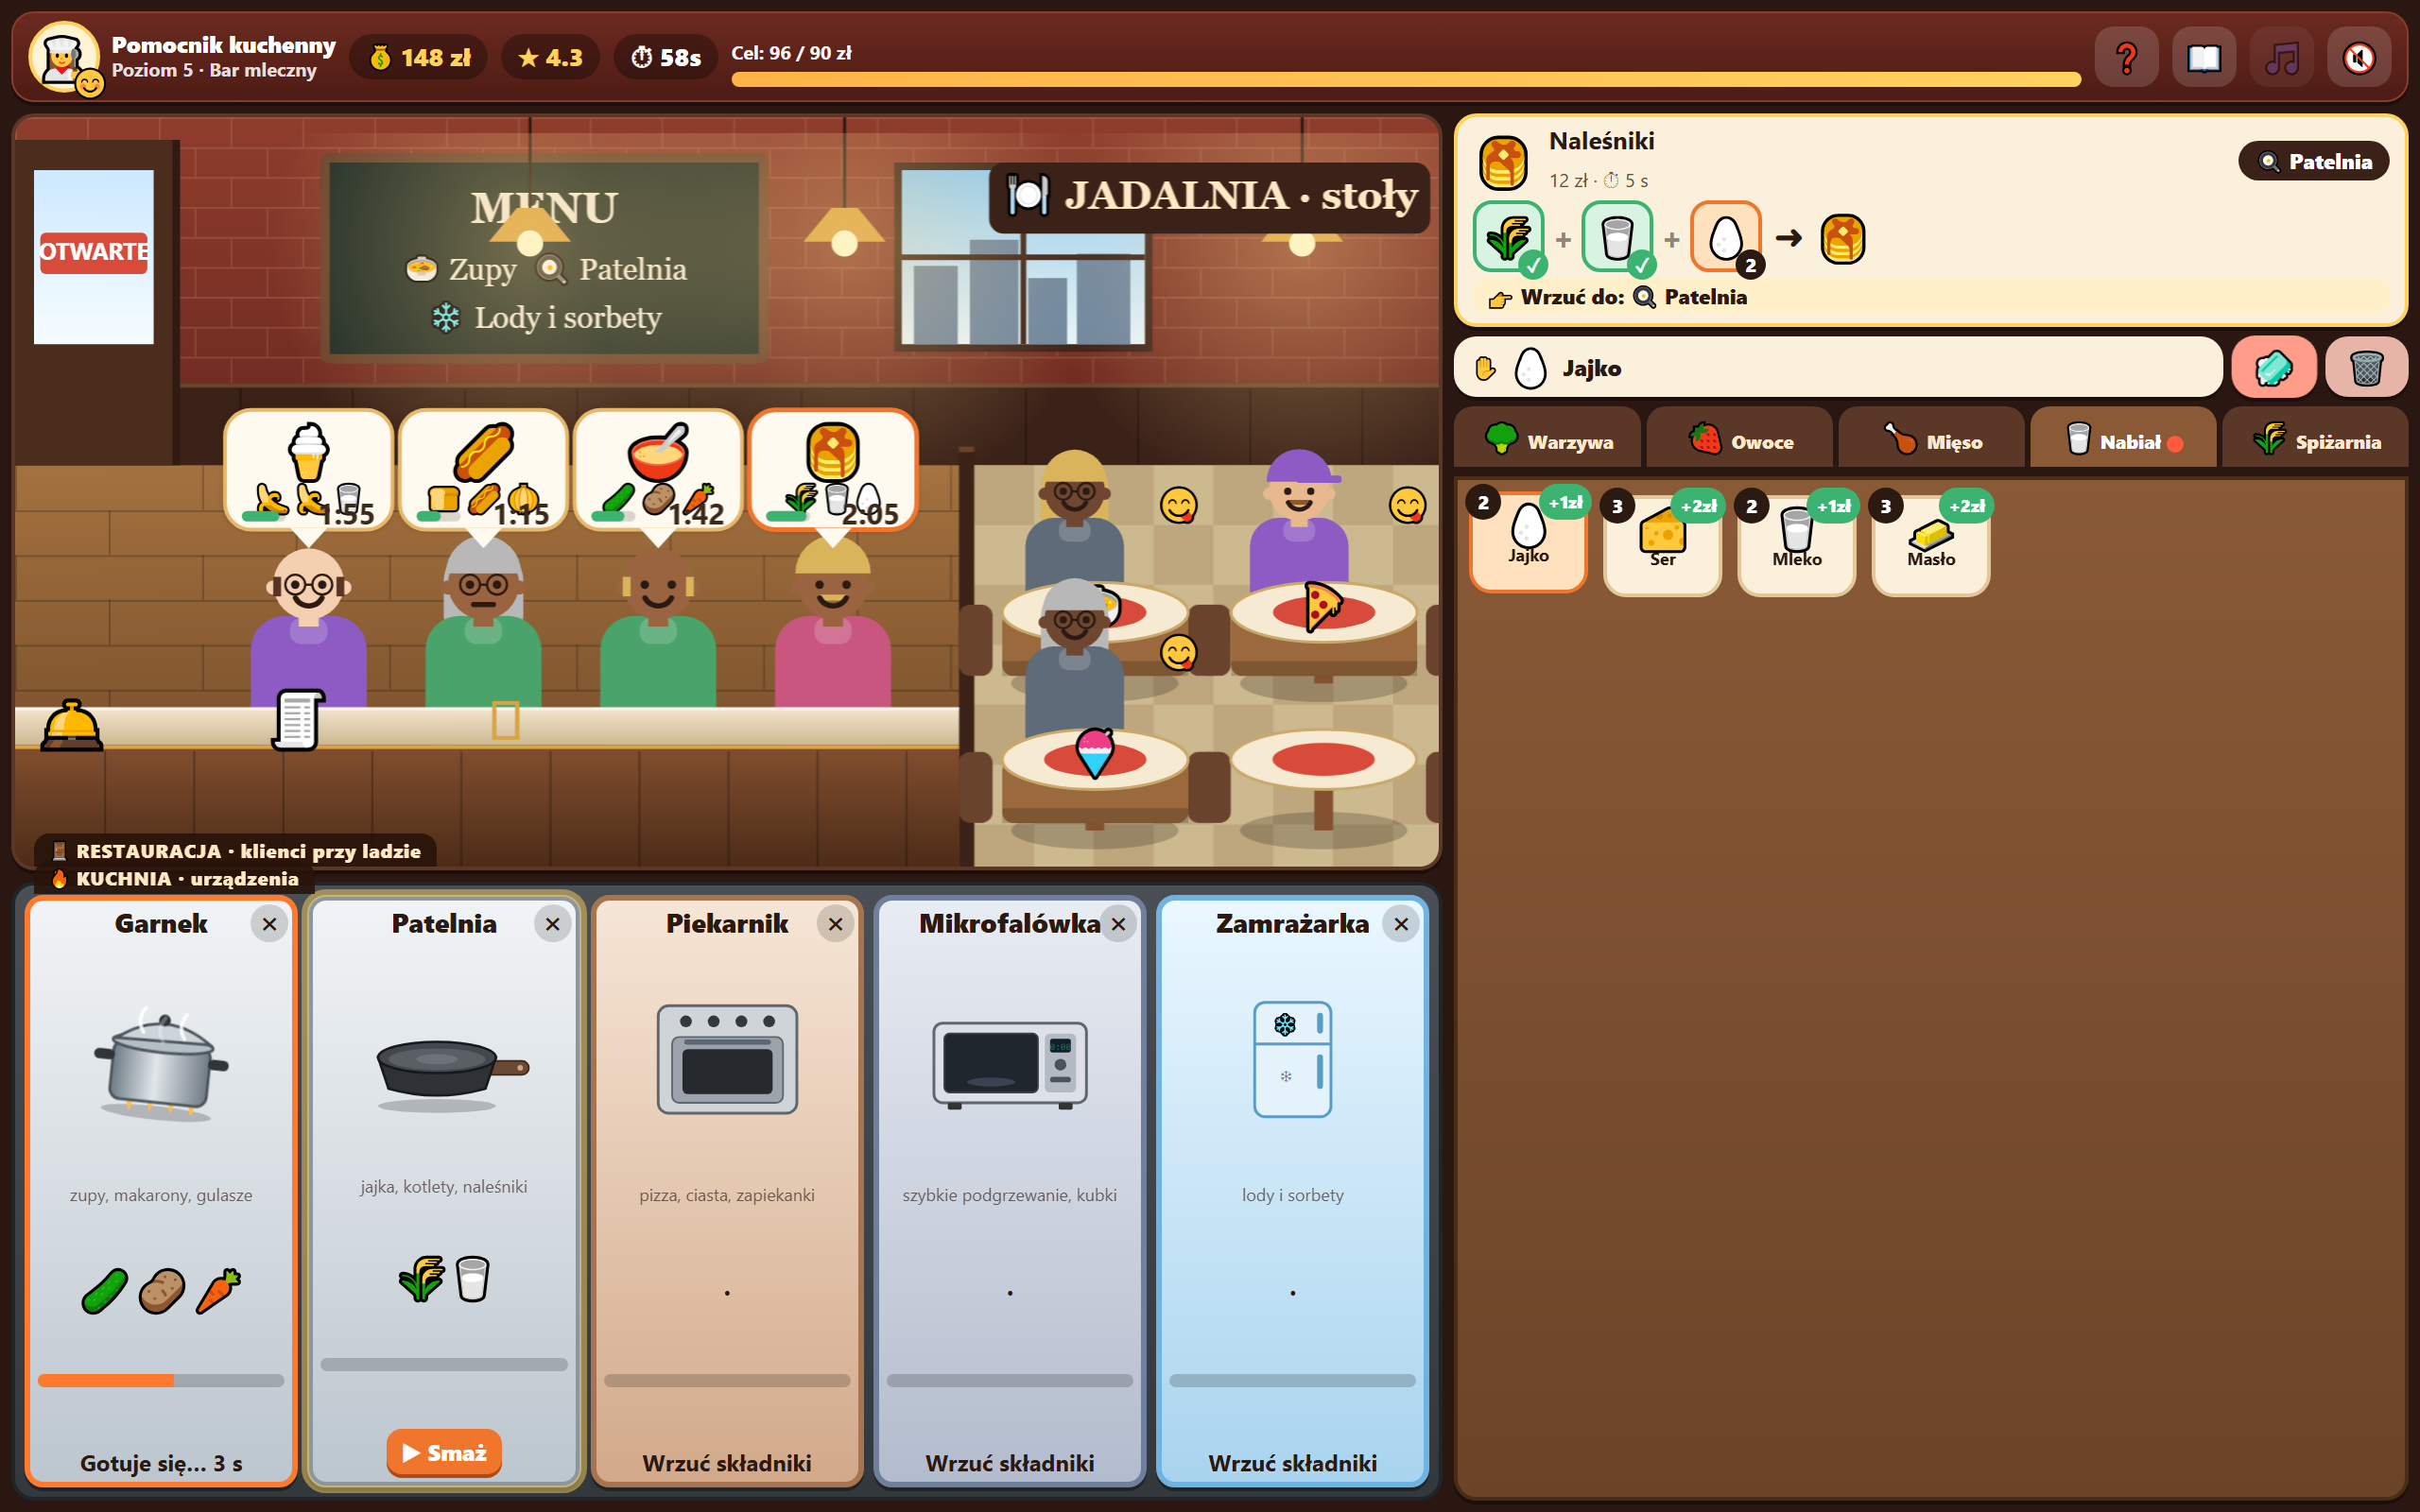 Pomocnik kuchenny
Poziom 5 · Bar mleczny
148 zł
★ 4.3
58s
Cel: 96 / 90 zł
OTWARTE
MENU
Zupy Patelnia
Lody i sorbety
JADALNIA · stoły
1:55
1:15
1:42
2:05
RESTAURACJA · klienci przy ladzie
KUCHNIA · urządzenia
Garnek
zupy, makarony, gulasze
Gotuje się... 3 s
Patelnia
jajka, kotlety, naleśniki
Smaż
Piekarnik
pizza, ciasta, zapiekanki
Wrzuć składniki
Mikrofalówka
0:00
szybkie podgrzewanie, kubki
Wrzuć składniki
Zamrażarka
lody i sorbety
Wrzuć składniki
Naleśniki
12 zł · 5 s
Patelnia
+ + 2
Wrzuć do: Patelnia
Jajko
Warzywa
Owoce
Mięso
Nabiał
Spiżarnia
2 +1zł
Jajko
3 +2zł
Ser
2 +1zł
Mleko
3 +2zł
Masło